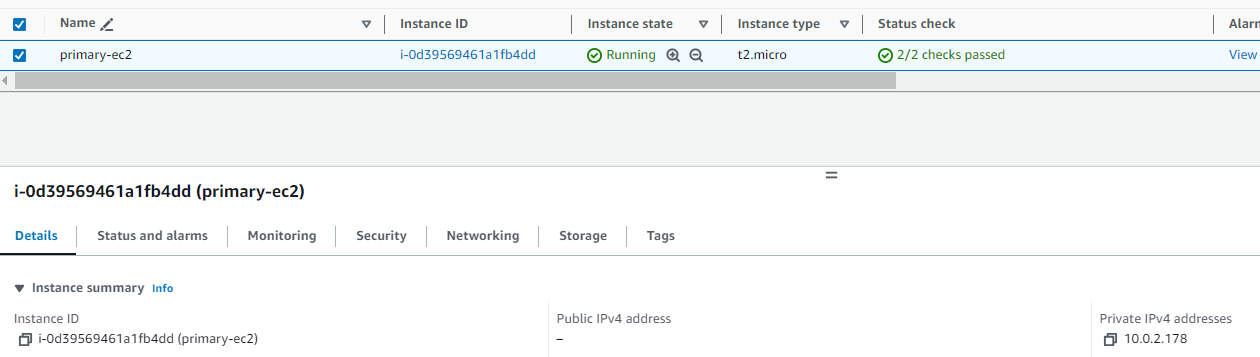 Name Instance ID Instance state Instance type Status check Alarn
primary-ec2 i-0d39569461a1fb4dd Running t2.micro 2/2 checks passed View
i-0d39569461a1fb4dd (primary-ec2)
Details Status and alarms Monitoring Security Networking Storage Tags
Instance summary Info
Instance ID Public IPv4 address Private IPv4 addresses
i-0d39569461a1fb4dd (primary-ec2) – 10.0.2.178